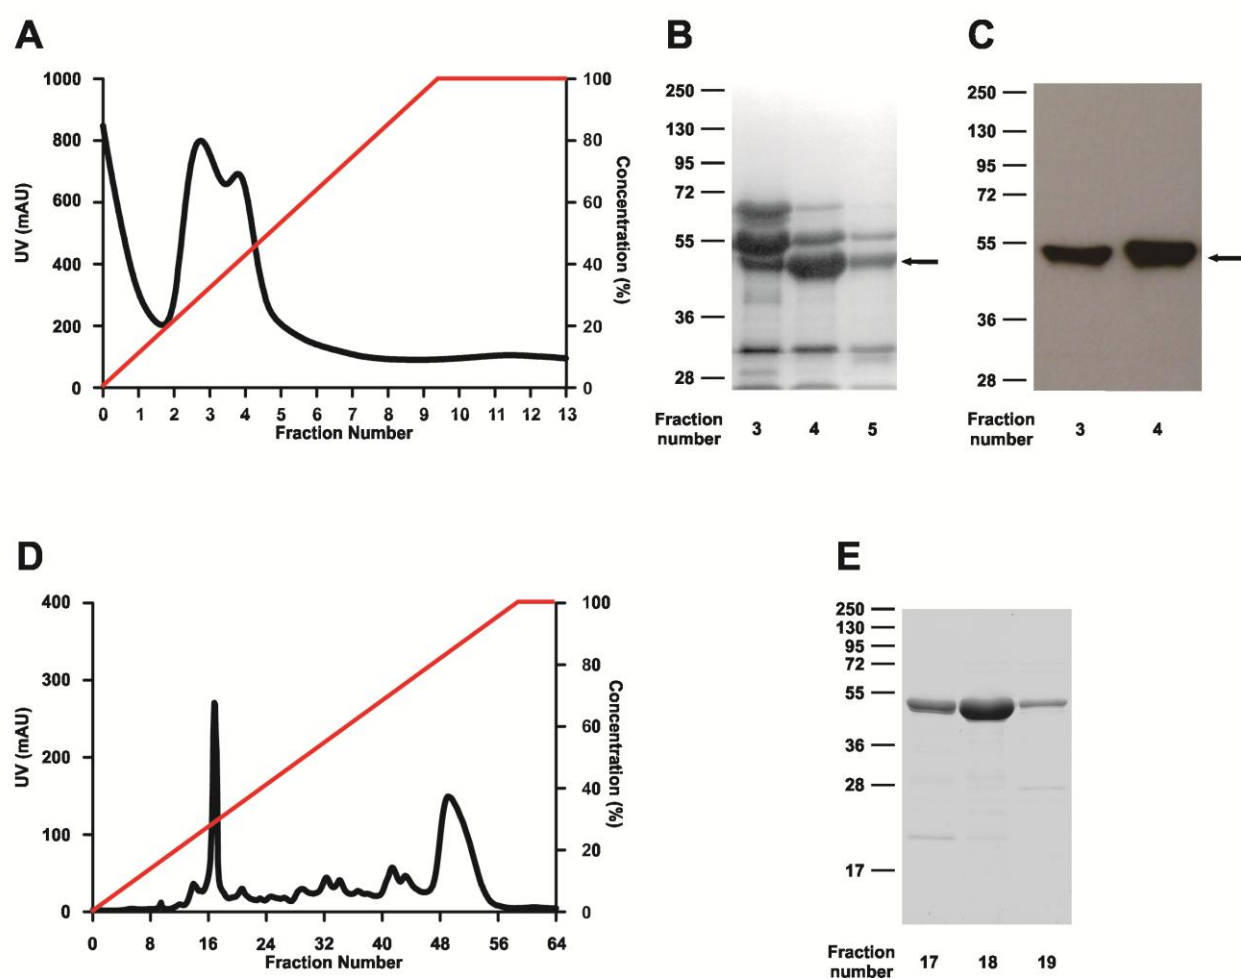 A
1000
800
600
400
200
0
UV (mAU)
100
80
60
40
20
0
Concentration (%)
0 1 2 3 4 5 6 7 8 9 10 11 12 13
Fraction Number
B
250
130
95
72
55
36
28
Fraction
number
3 4 5
C
250
130
95
72
55
36
28
Fraction
number
3 4
D
400
300
200
100
0
UV (mAU)
100
80
60
40
20
0
Concentration (%)
0 8 16 24 32 40 48 56 64
Fraction Number
E
250
130
95
72
55
36
28
17
Fraction
number
17 18 19